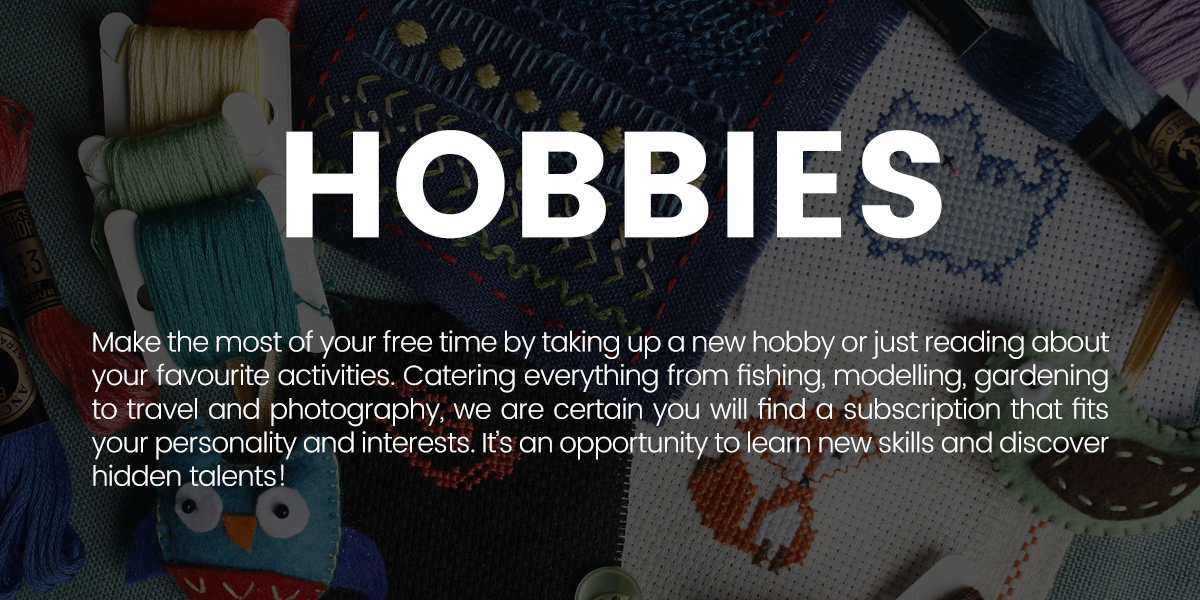 HOBBIES
Make the most of your free time by taking up a new hobby or just reading about
your favourite activities. Catering everything from fishing, modelling, gardening
to travel and photography, we are certain you will find a subscription that fits
your personality and interests. It’s an opportunity to learn new skills and discover
hidden talents!
33